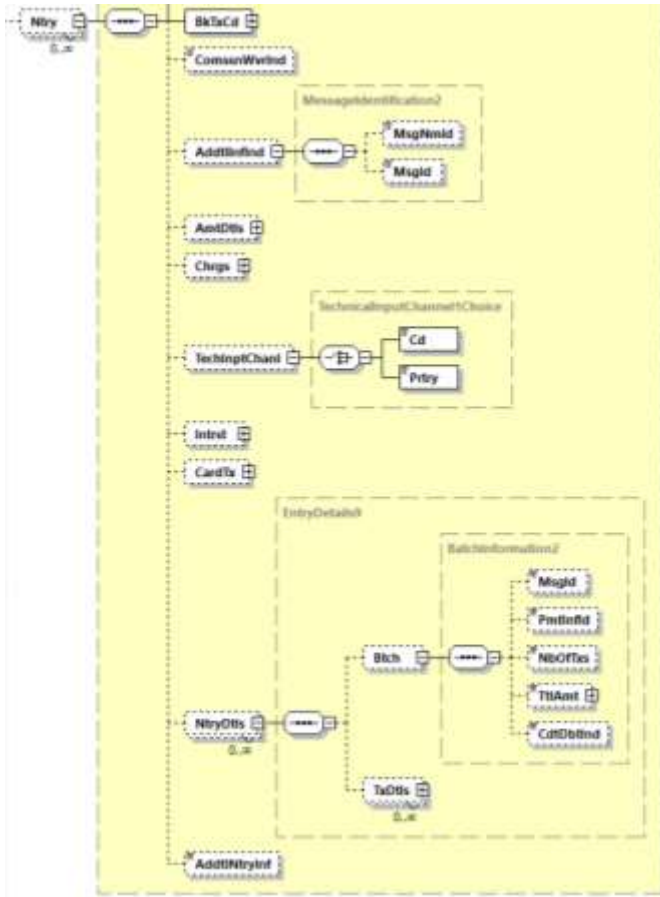 Ntry
0..∞
BkTxCd
ComssnWvrInd
MessageIdentification2
MsgNmId
AddtlInfInd
MsgId
AmtDtls
Chrgs
TechnicalInputChannel1Choice
Cd
TechInptChanl
Prtry
Intrst
CardTx
EntryDetails9
BatchInformation2
MsgId
PmtInfId
Btch
NbOfTxs
TtlAmt
NtryDtls
CdtDbtInd
0..∞
TxDtls
0..∞
AddtlNtryInf